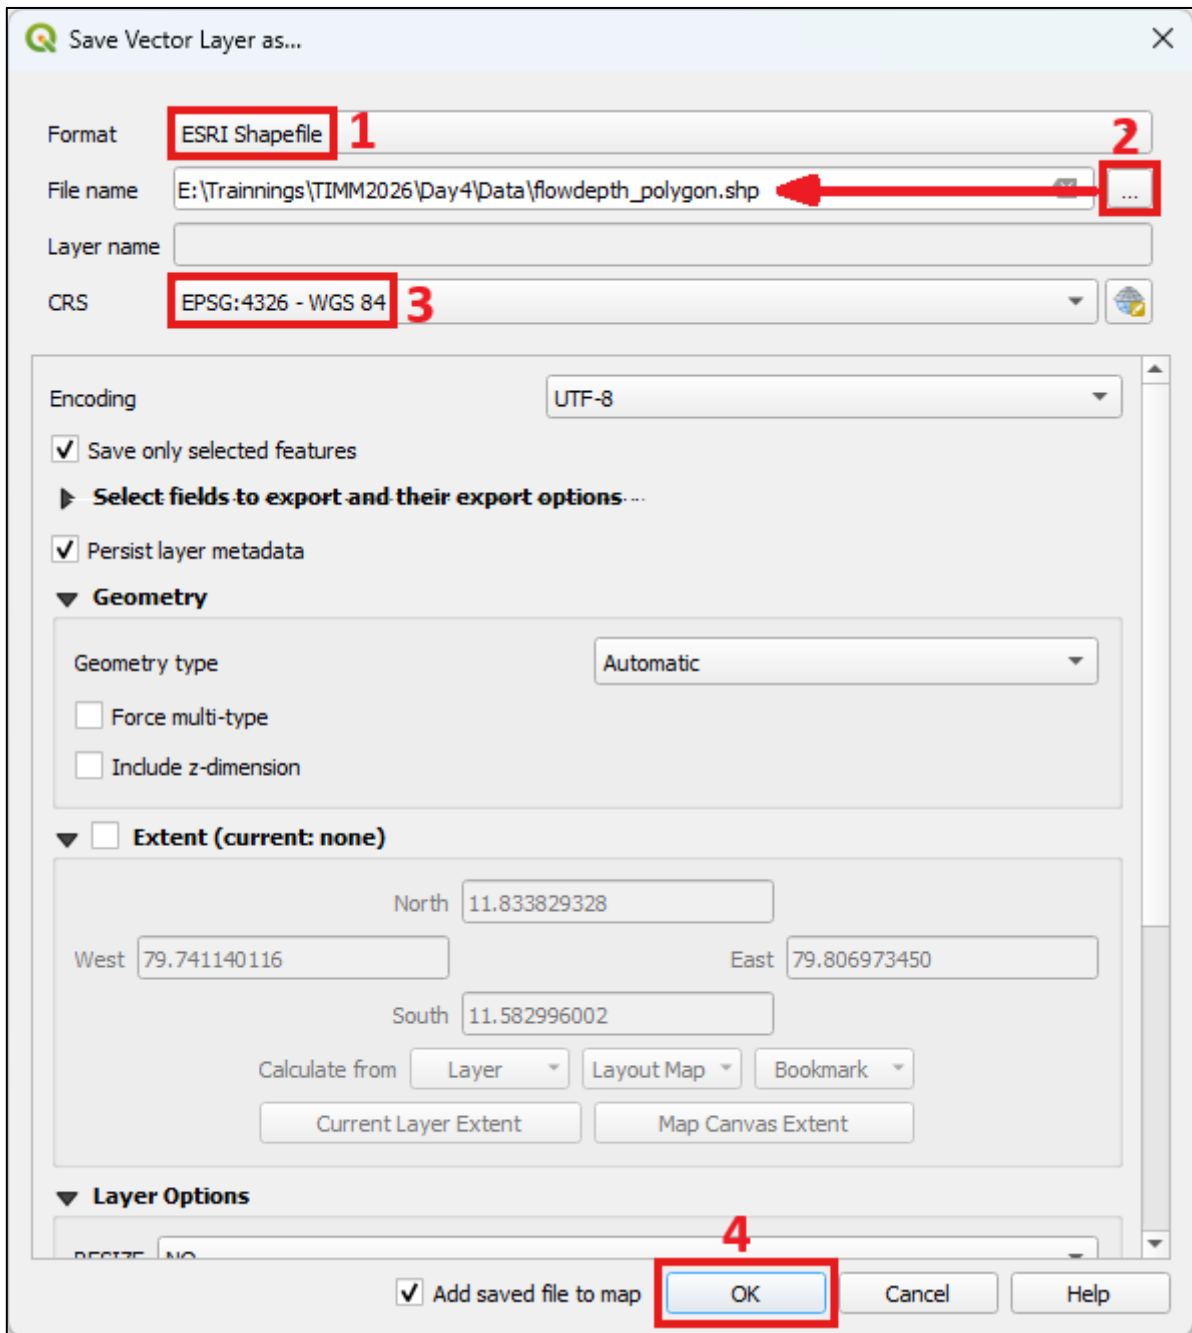 Save Vector Layer as...
Format ESRI Shapefile 1 2
File name E:\Trainnings\TIMM2026\Day4\Data\flowdepth_polygon.shp ...
Layer name
CRS EPSG:4326 - WGS 84 3
Encoding UTF-8
Save only selected features
Select fields to export and their export options
Persist layer metadata
Geometry
Geometry type Automatic
Force multi-type
Include z-dimension
Extent (current: none)
North 11.833829328
West 79.741140116 East 79.806973450
South 11.582996002
Calculate from Layer Layout Map Bookmark
Current Layer Extent Map Canvas Extent
Layer Options
RESIZE NO
4
Add saved file to map OK Cancel Help